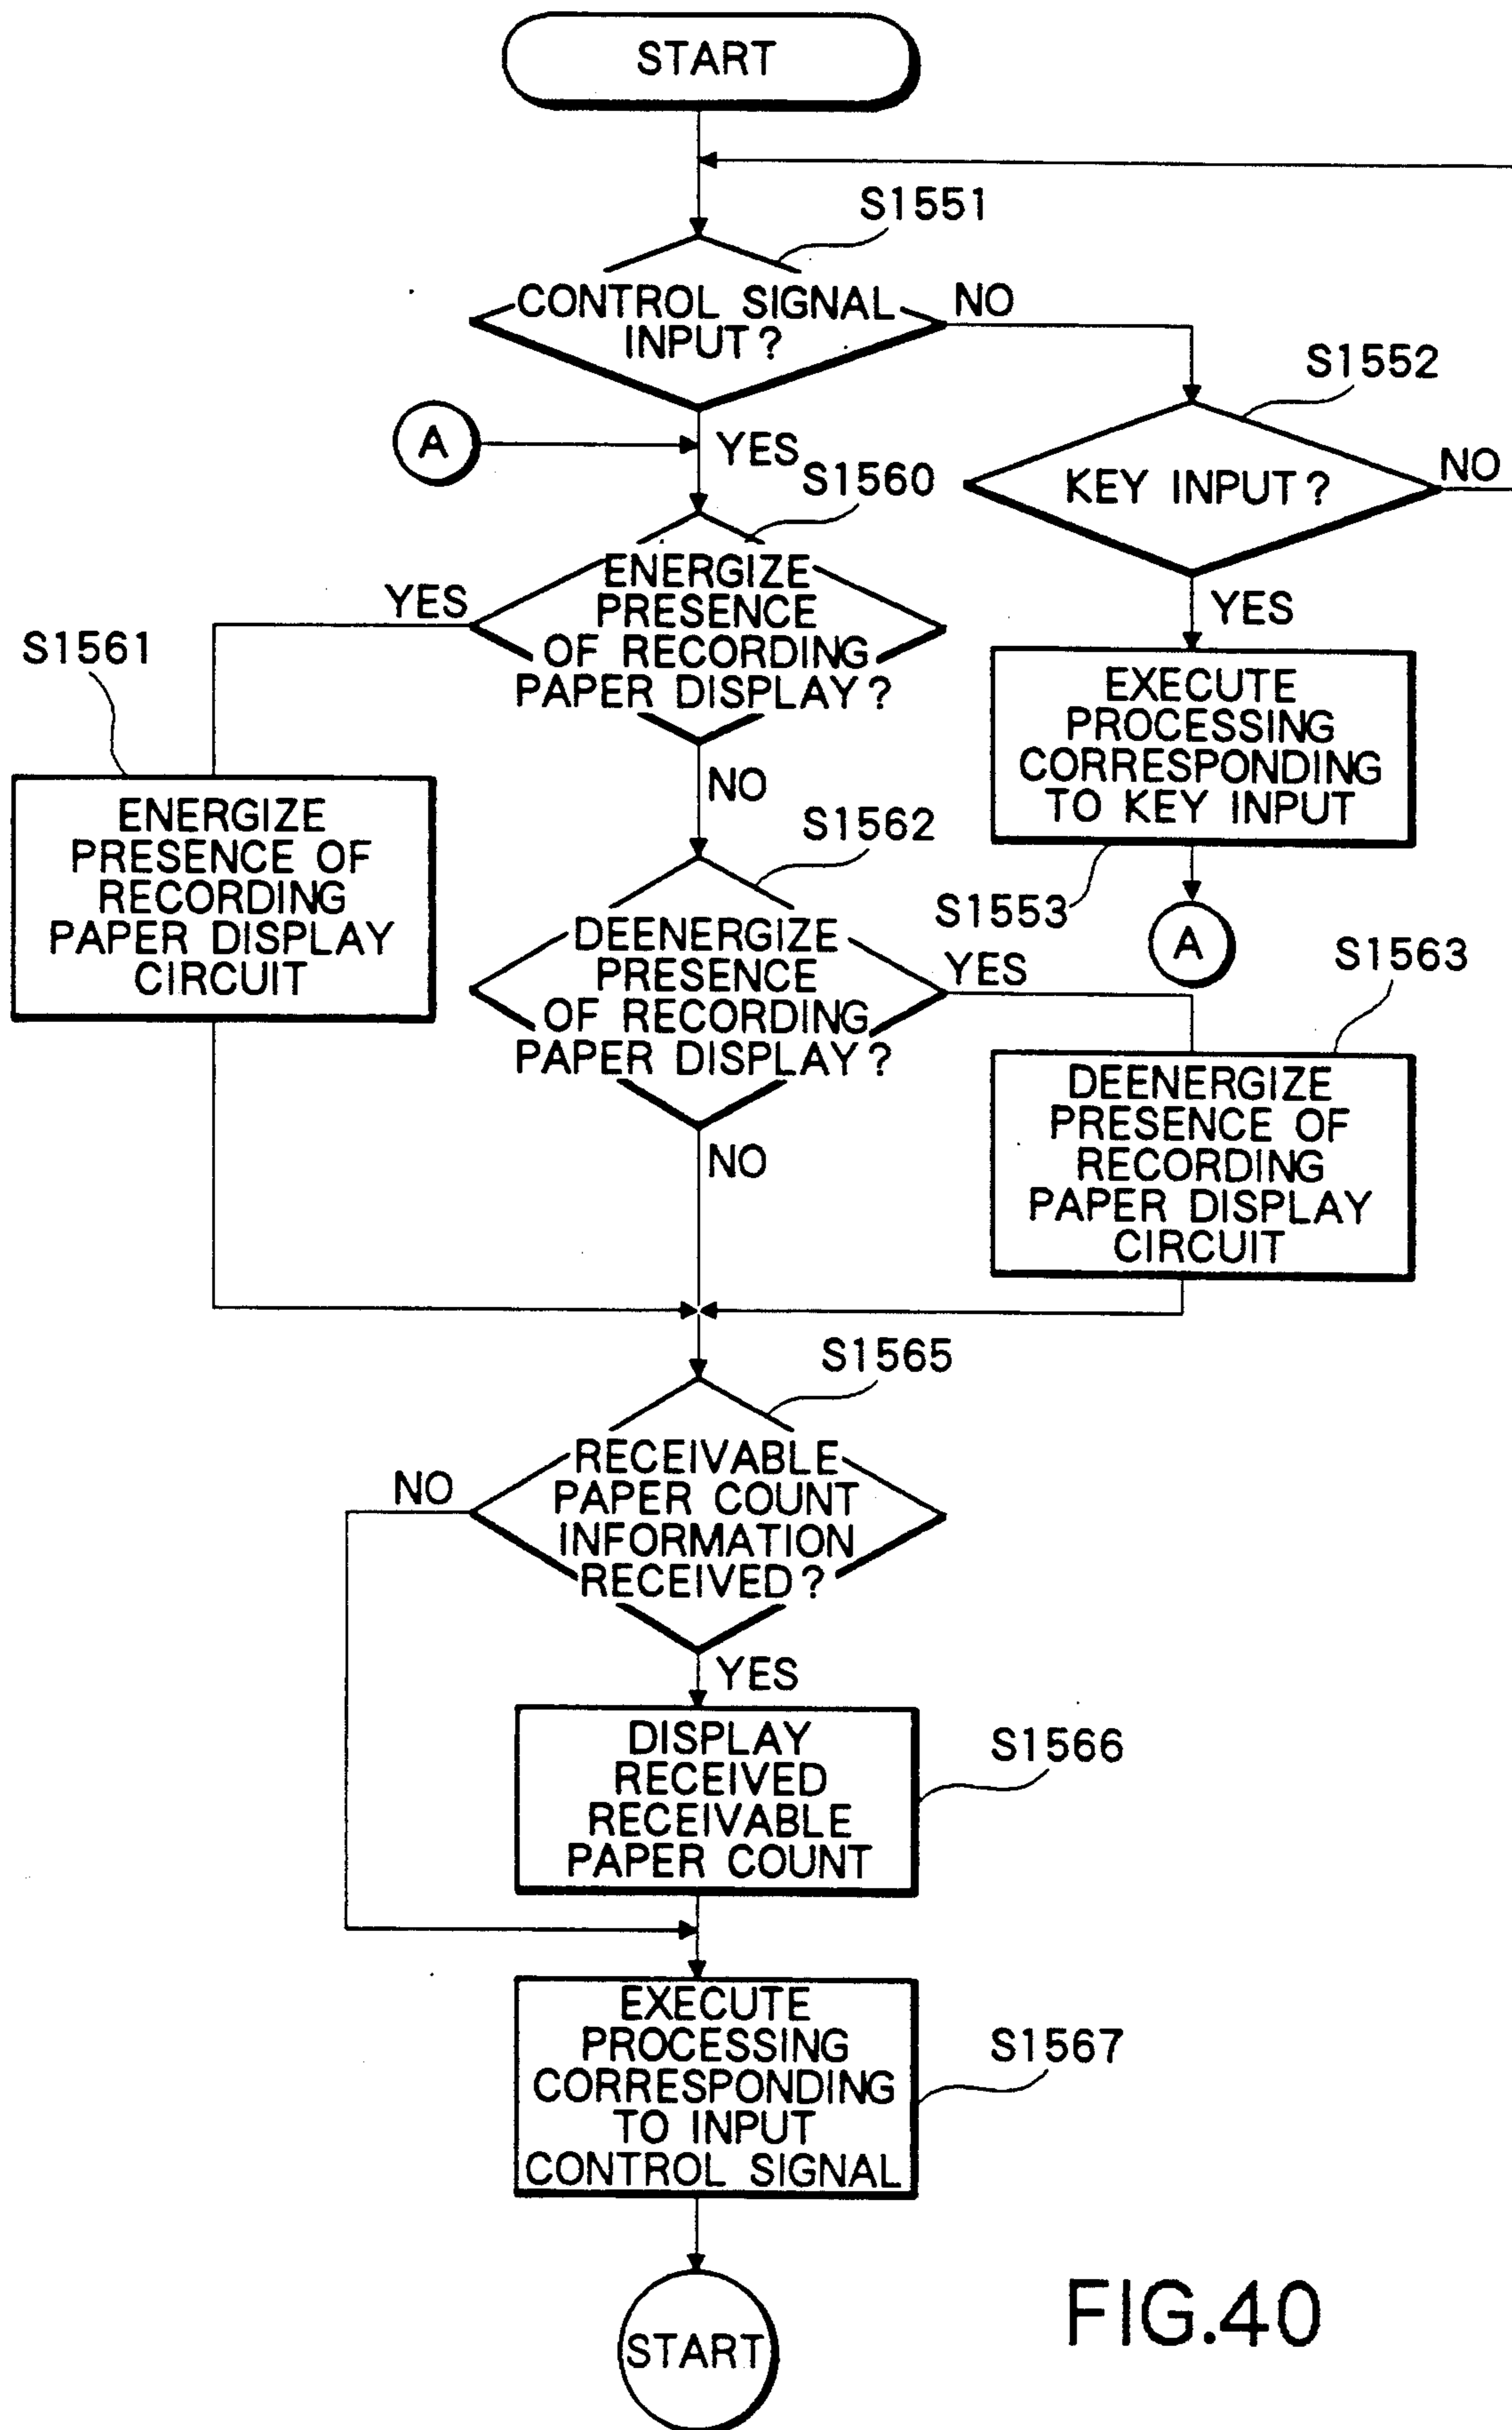 START
S1551
CONTROL SIGNAL
INPUT?
NO
S1552
KEY INPUT?
NO
A
YES
S1560
ENERGIZE
PRESENCE
OF RECORDING
PAPER DISPLAY?
YES
S1561
ENERGIZE
PRESENCE OF
RECORDING
PAPER DISPLAY
CIRCUIT
YES
EXECUTE
PROCESSING
CORRESPONDING
TO KEY INPUT
S1553
A
NO
S1562
DEENERGIZE
PRESENCE
OF RECORDING
PAPER DISPLAY?
YES
S1563
DEENERGIZE
PRESENCE OF
RECORDING
PAPER DISPLAY
CIRCUIT
NO
S1565
RECEIVABLE
PAPER COUNT
INFORMATION
RECEIVED?
NO
YES
DISPLAY
RECEIVED
RECEIVABLE
PAPER COUNT
S1566
EXECUTE
PROCESSING
CORRESPONDING
TO INPUT
CONTROL SIGNAL
S1567
START
FIG.40